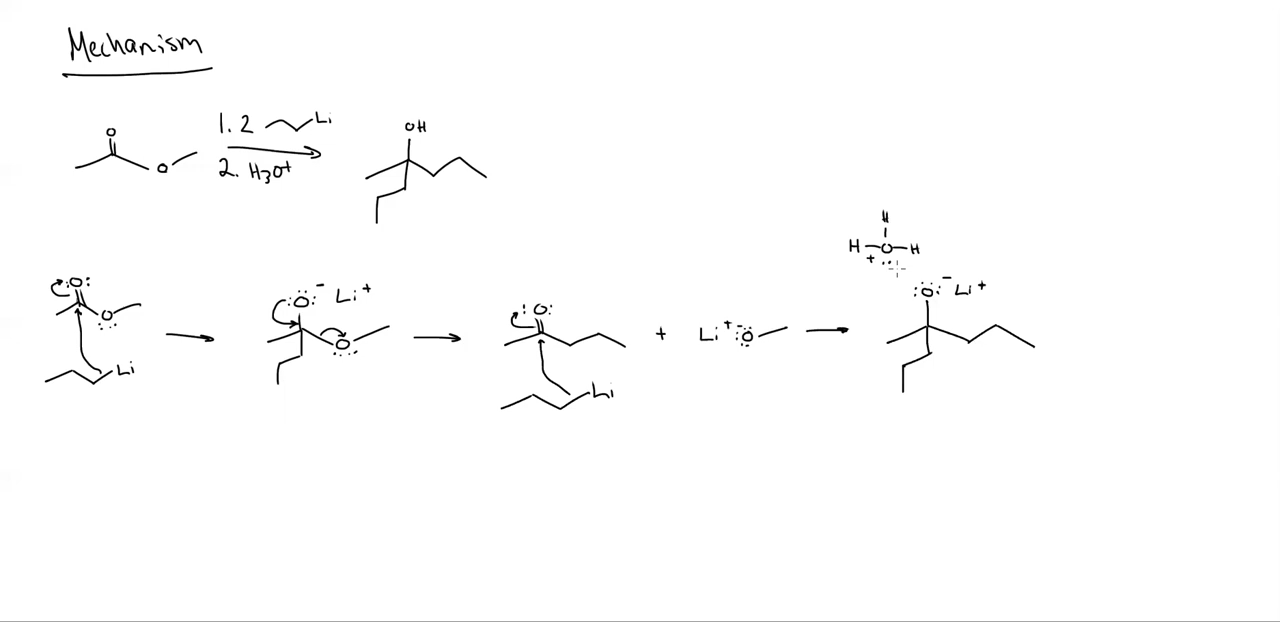 Mechanism
O
O
1. 2 Li
2. H3O+
OH
H
H O H
+ ..
:O:
O
..
Li
:Ö: - Li+
O
..
:O:
Li
+
Li+ -:O
..
:O: - Li+